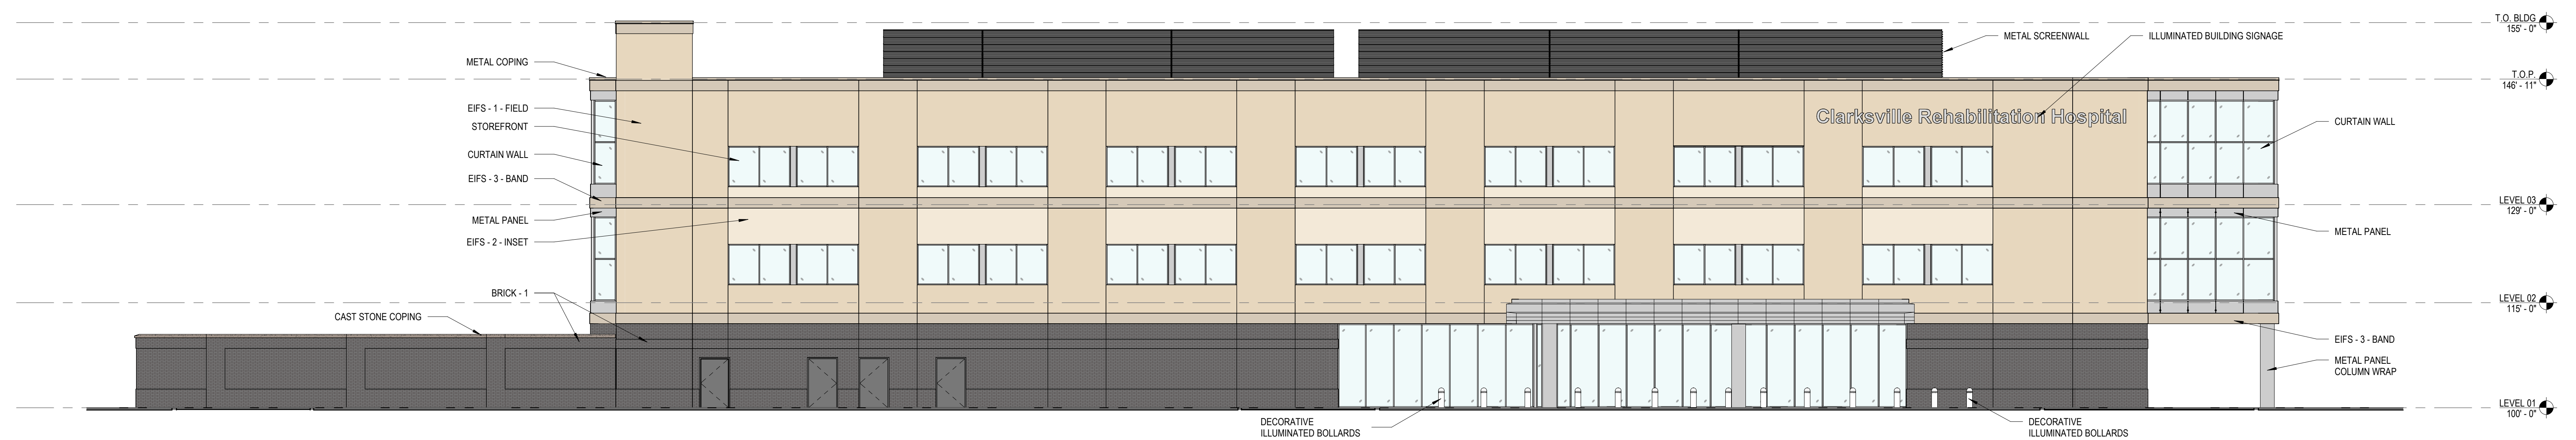 T.O. BLDG
155' - 0"
METAL SCREENWALL
ILLUMINATED BUILDING SIGNAGE
METAL COPING
T.O.P.
146' - 11"
EIFS - 1 - FIELD
Clarksville Rehabilitation Hospital
STOREFRONT
CURTAIN WALL
CURTAIN WALL
EIFS - 3 - BAND
LEVEL 03
129' - 0"
METAL PANEL
METAL PANEL
EIFS - 2 - INSET
BRICK - 1
LEVEL 02
115' - 0"
CAST STONE COPING
EIFS - 3 - BAND
METAL PANEL
COLUMN WRAP
LEVEL 01
100' - 0"
DECORATIVE
ILLUMINATED BOLLARDS
DECORATIVE
ILLUMINATED BOLLARDS